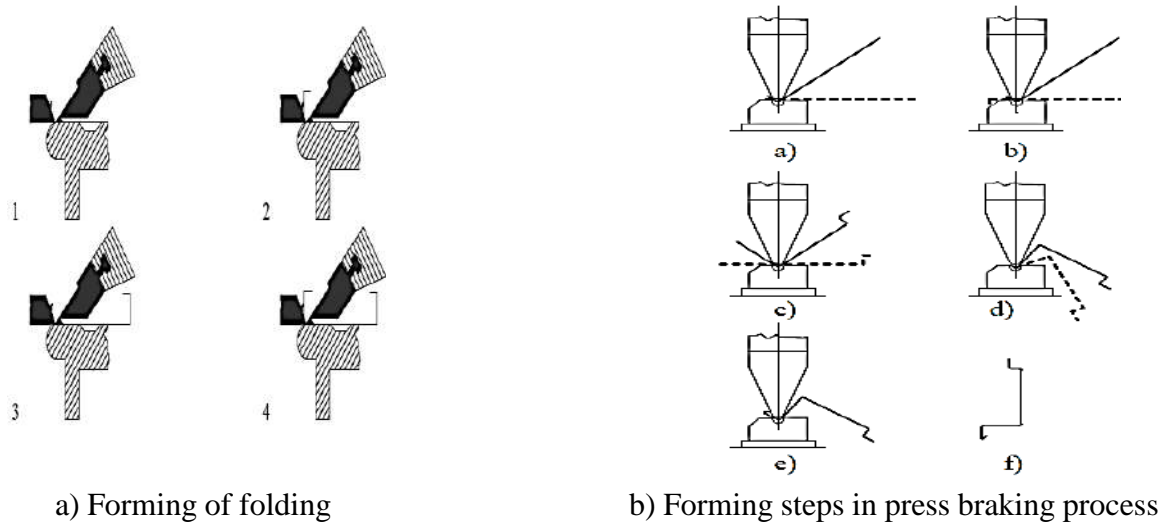 1
2
3
4
a)
b)
c)
d)
e)
f)
a) Forming of folding
b) Forming steps in press braking process